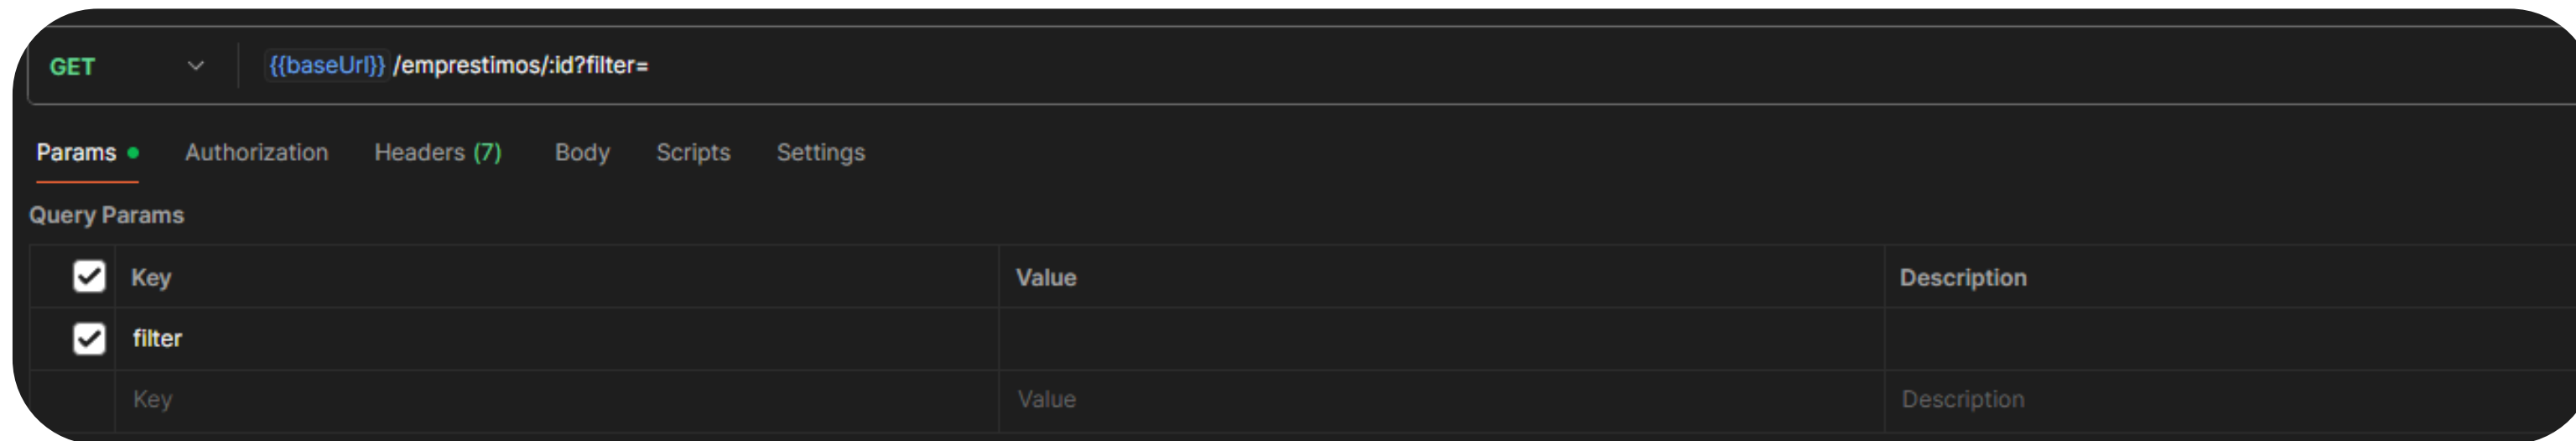 GET {{baseUrl}} /emprestimos/:id?filter=
Params Authorization Headers (7) Body Scripts Settings
Query Params
Key Value Description
filter
Key Value Description